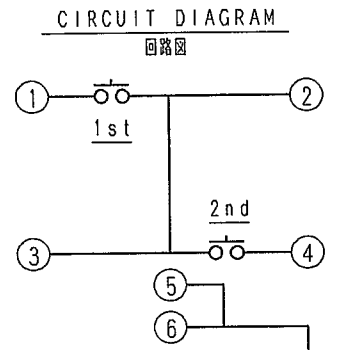 CIRCUIT DIAGRAM
回路図
1 2
1st
2nd
3 4
5
6